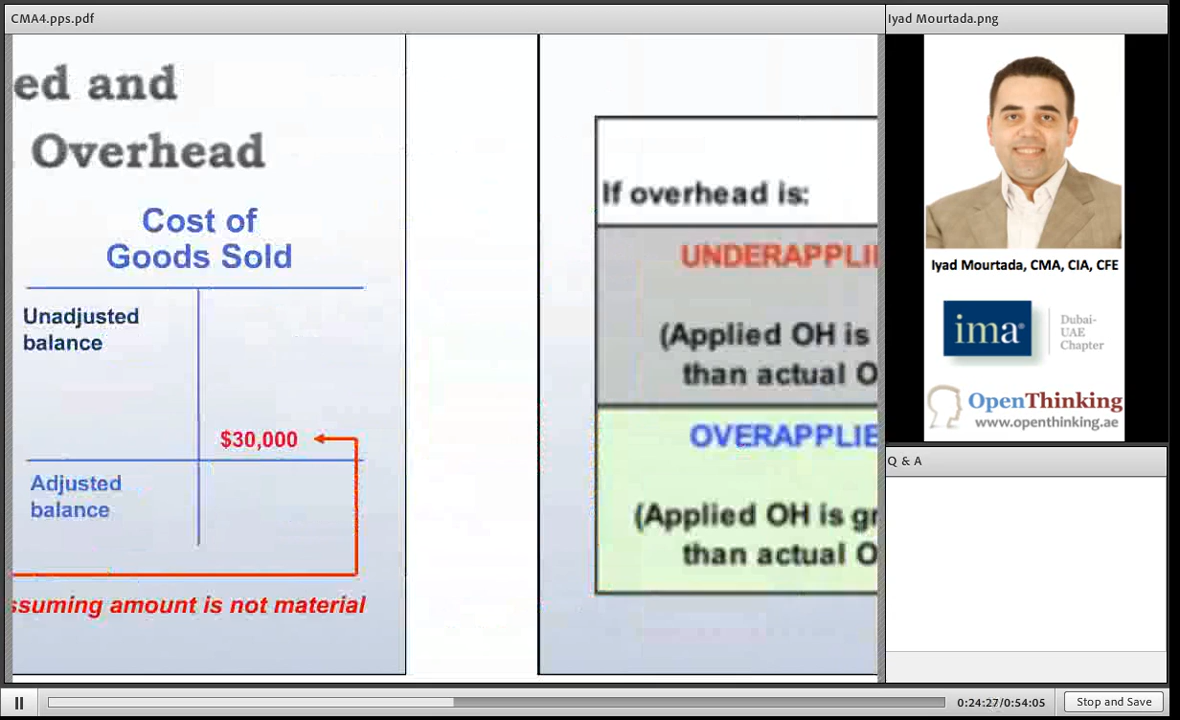 CMA4.pps.pdf
ed and
Overhead
Cost of
Goods Sold
Unadjusted
balance
$30,000
Adjusted
balance
ssuming amount is not material
If overhead is:
UNDERAPPLI
(Applied OH is
than actual O
OVERAPPLIE
(Applied OH is gr
than actual O
Iyad Mourtada.png
Iyad Mourtada, CMA, CIA, CFE
ima®
Dubai-
UAE
Chapter
OpenThinking
www.openthinking.ae
Q & A
0:24:27/0:54:05
Stop and Save